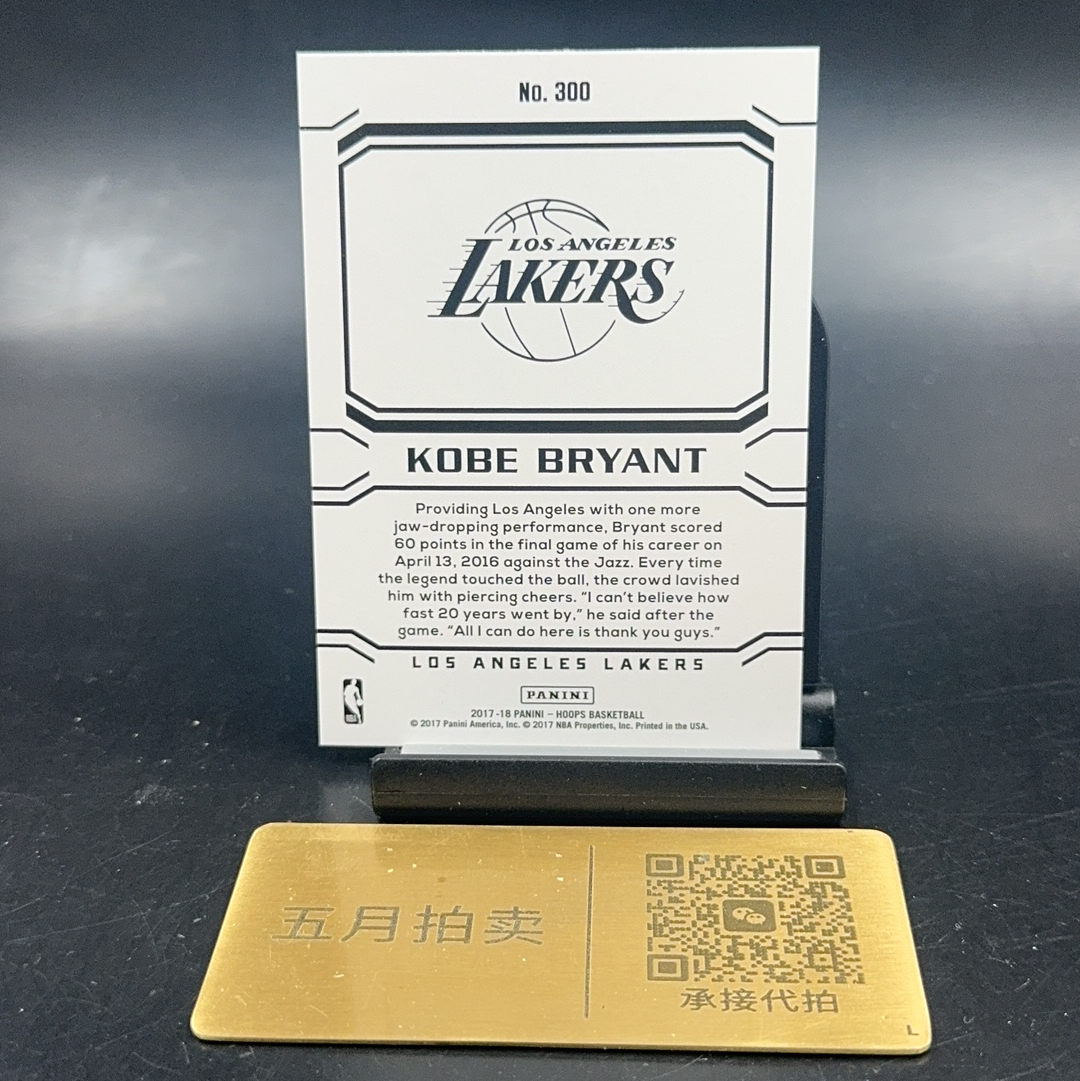 No. 300
LOS ANGELES
LAKERS
KOBE BRYANT
Providing Los Angeles with one more
jaw-dropping performance, Bryant scored
60 points in the final game of his career on
April 13, 2016 against the Jazz. Every time
the legend touched the ball, the crowd lavished
him with piercing cheers. “I can’t believe how
fast 20 years went by,” he said after the
game. “All I can do here is thank you guys.”
LOS ANGELES LAKERS
PANINI
2017-18 PANINI – HOOPS BASKETBALL
© 2017 Panini America, Inc. © 2017 NBA Properties, Inc. Printed in the USA.
五月拍卖
承接代拍
L